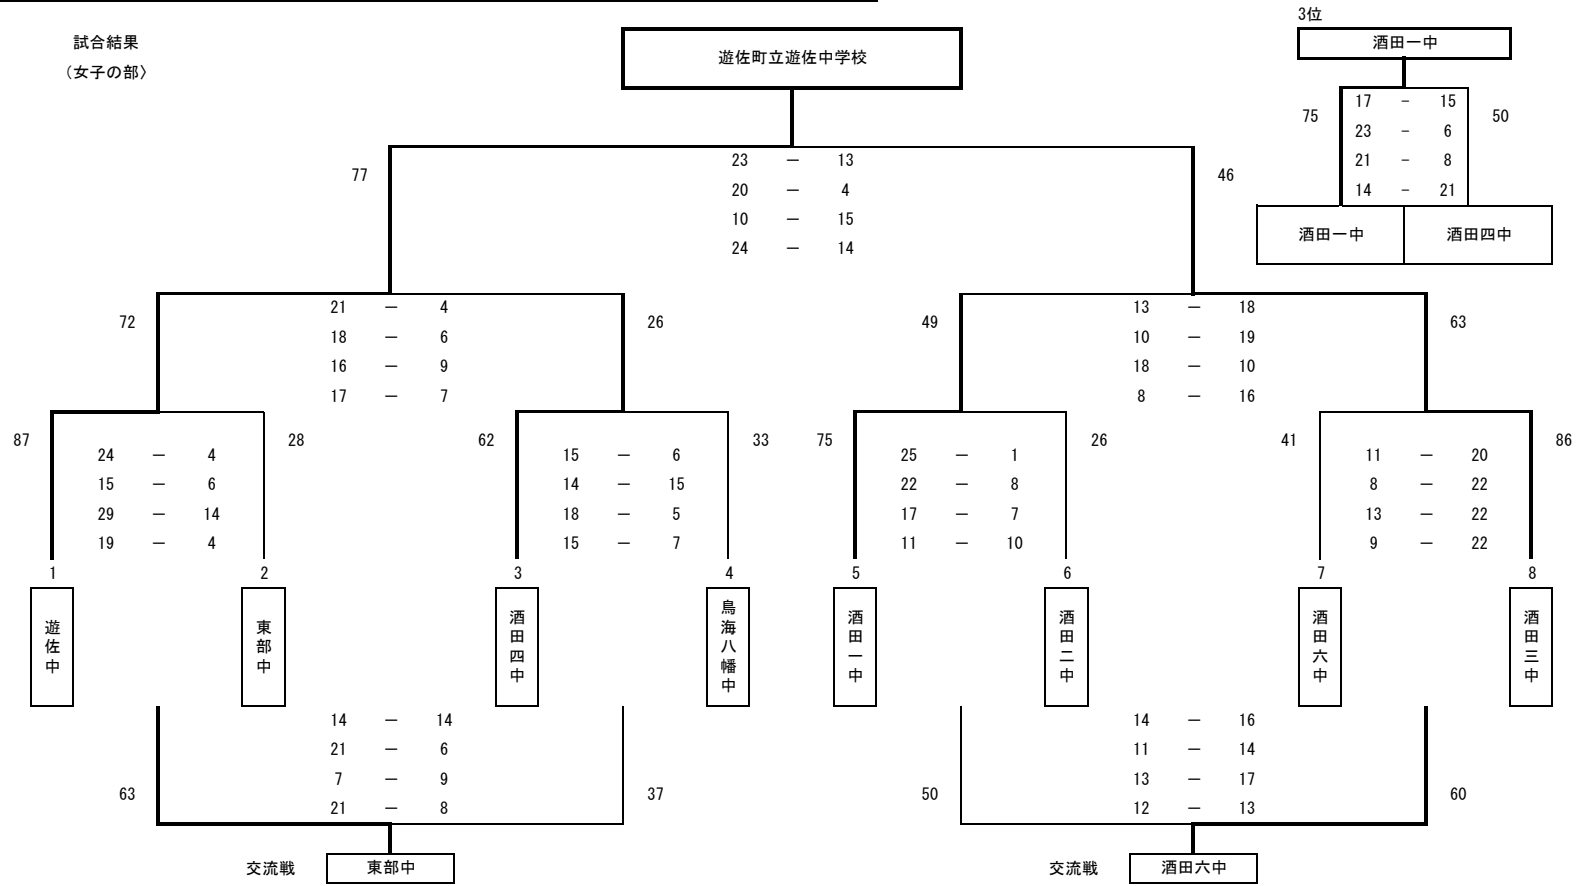 3位
試合結果
遊佐町立遊佐中学校
酒田一中
〈女子の部〉
75 17 － 15 50
23 － 6
21 － 8
14 － 21
酒田一中 酒田四中
77 23 － 13 46
20 － 4
10 － 15
24 － 14
72 21 － 4 26
18 － 6
16 － 9
17 － 7
49 13 － 18 63
10 － 19
18 － 10
8 － 16
87 24 － 4 28
15 － 6
29 － 14
19 － 4
62 15 － 6 33
14 － 15
18 － 5
15 － 7
75 25 － 1 26
22 － 8
17 － 7
11 － 10
41 11 － 20 86
8 － 22
13 － 22
9 － 22
1 2 3 4 5 6 7 8
遊佐中
東部中
酒田四中
鳥海八幡中
酒田一中
酒田二中
酒田六中
酒田三中
63 14 － 14 37
21 － 6
7 － 9
21 － 8
交流戦 東部中
50 14 － 16 60
11 － 14
13 － 17
12 － 13
交流戦 酒田六中